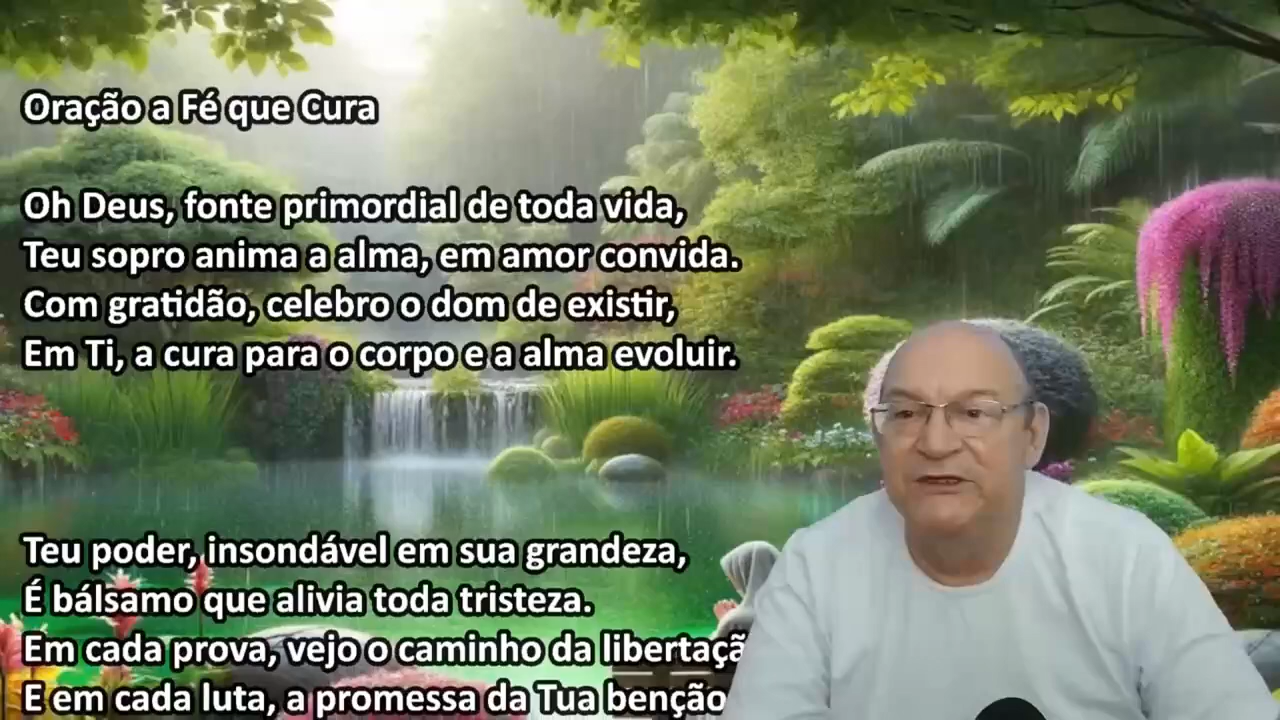 Oração a Fé que Cura
Oh Deus, fonte primordial de toda vida,
Teu sopro anima a alma, em amor convida.
Com gratidão, celebro o dom de existir,
Em Ti, a cura para o corpo e a alma evoluir.
Teu poder, insondável em sua grandeza,
É bálsamo que alivia toda tristeza.
Em cada prova, vejo o caminho da libertaçã
E em cada luta, a promessa da Tua benção